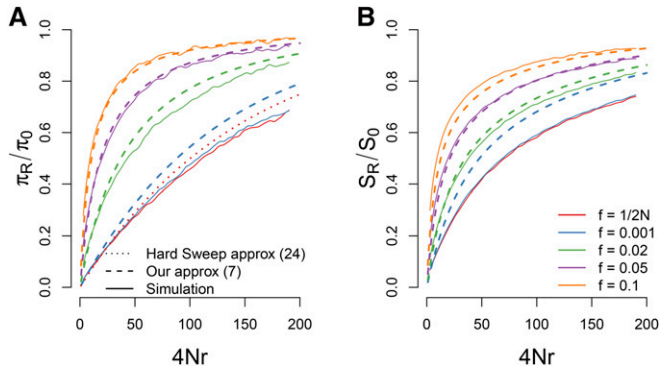 A
B
π_R/π_0
1.0
0.8
0.6
0.4
0.2
0.0
Hard Sweep approx (24)
Our approx (7)
Simulation
0 50 100 150 200
4Nr
S_R/S_0
1.0
0.8
0.6
0.4
0.2
0.0
f = 1/2N
f = 0.001
f = 0.02
f = 0.05
f = 0.1
0 50 100 150 200
4Nr